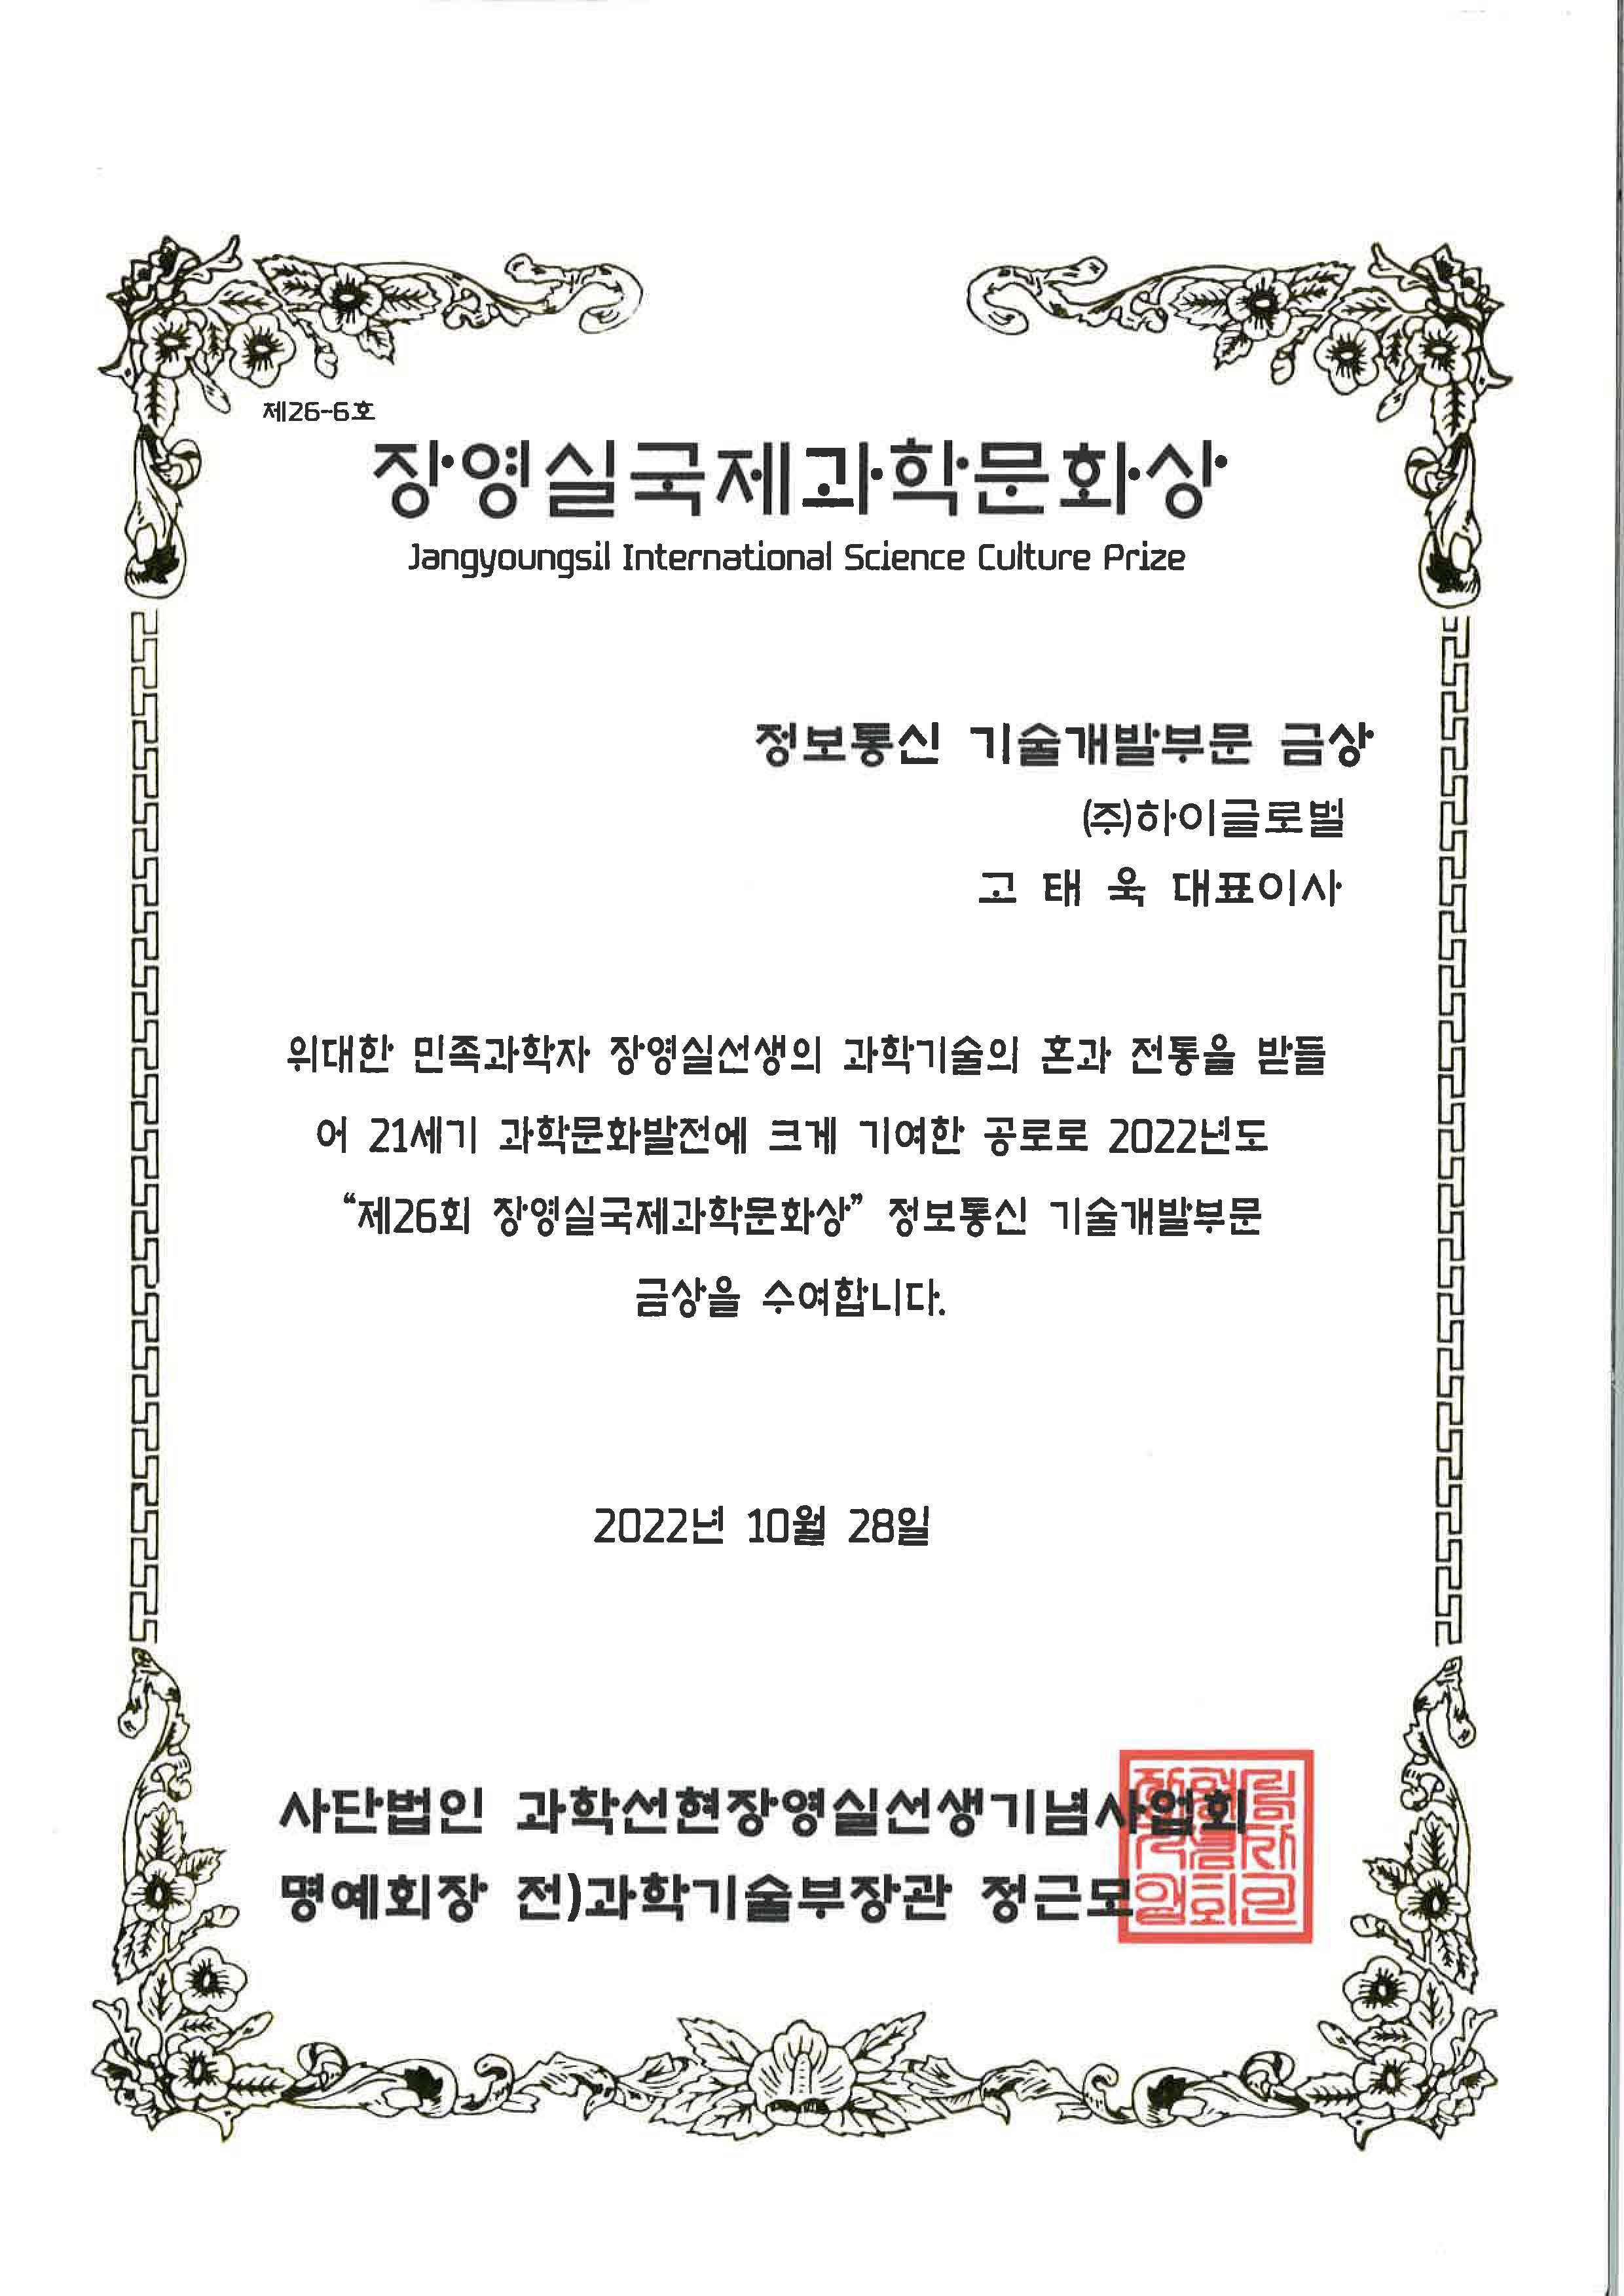 제26-6호
장영실국제과학문화상
Jangyoungsil International Science Culture Prize
정보통신 기술개발부문 금상
(주)하이글로벌
고 태 욱 대표이사
위대한 민족과학자 장영실선생의 과학기술의 혼과 전통을 받들
어 21세기 과학문화발전에 크게 기여한 공로로 2022년도
“제26회 장영실국제과학문화상” 정보통신 기술개발부문
금상을 수여합니다.
2022년 10월 28일
사단법인 과학선현장영실선생기념사업회
명예회장 전)과학기술부장관 정근모